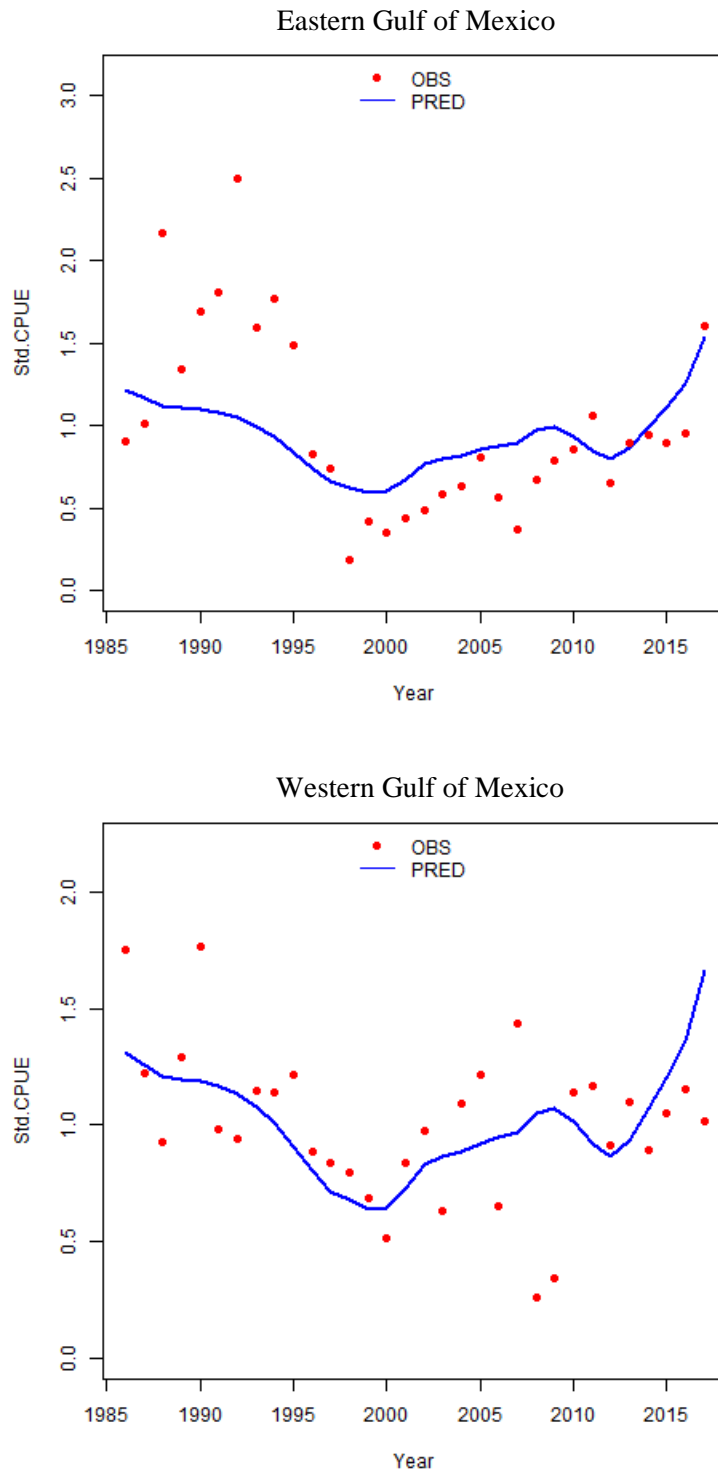 Eastern Gulf of Mexico
OBS
PRED
3.0
2.5
2.0
1.5
1.0
0.5
0.0
Std.CPUE
1985 1990 1995 2000 2005 2010 2015
Year
Western Gulf of Mexico
OBS
PRED
2.0
1.5
1.0
0.5
0.0
Std.CPUE
1985 1990 1995 2000 2005 2010 2015
Year